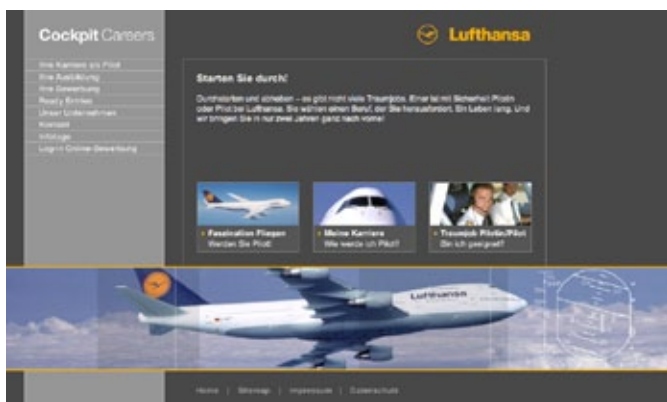 Cockpit Careers
Lufthansa
Ihre Karriere als Pilot
Ihre Ausbildung
Ihre Bewerbung
Ready Entries
Unser Unternehmen
Kontakt
Infotage
Login Online-Bewerbung
Starten Sie durch!
Durchstarten und abheben – es gibt nicht viele Traumjobs. Einer ist mit Sicherheit Pilotin
oder Pilot bei Lufthansa. Sie wählen einen Beruf, der Sie herausfordert. Ein Leben lang. Und
wir bringen Sie in nur zwei Jahren ganz nach vorne!
Faszination Fliegen
Werden Sie Pilot!
Meine Karriere
Wie werde ich Pilot?
Traumjob Pilotin/Pilot
Bin ich geeignet?
Lufthansa
Home | Sitemap | Impressum | Datenschutz